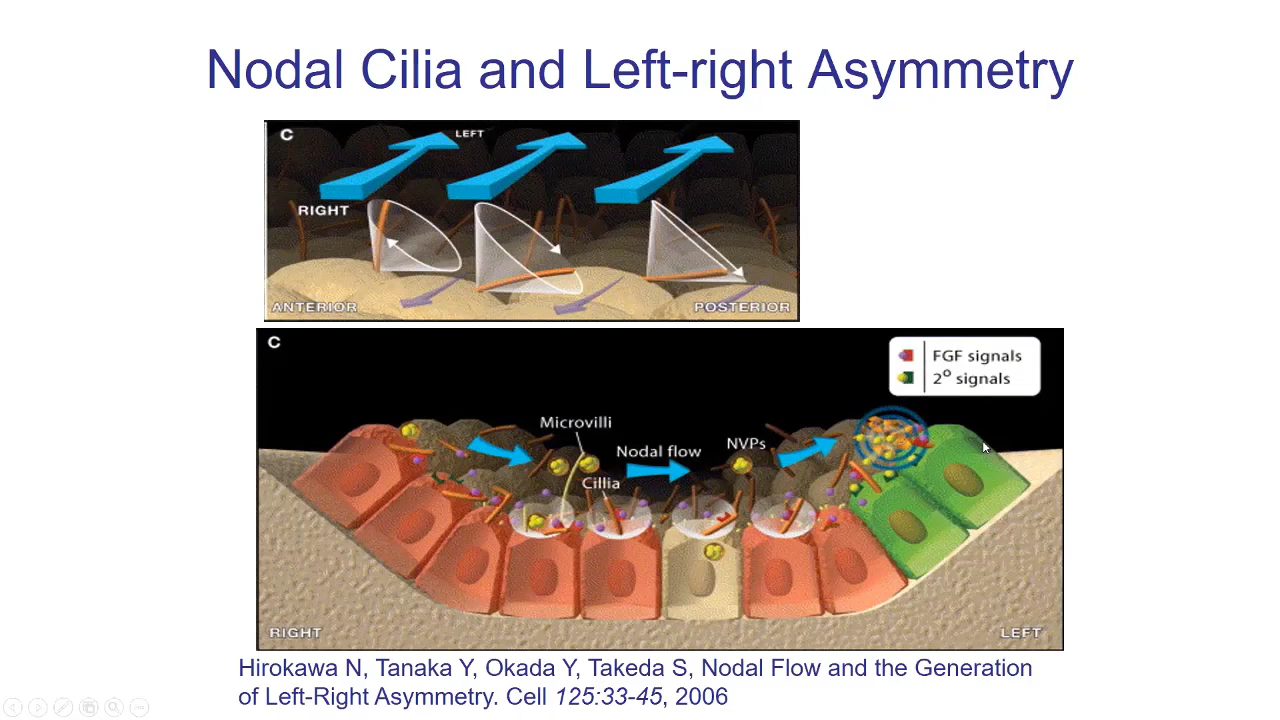 Nodal Cilia and Left-right Asymmetry
C
LEFT
RIGHT
ANTERIOR
POSTERIOR
C
FGF signals
2º signals
Microvilli
Nodal flow
NVPs
Cillia
RIGHT
LEFT
Hirokawa N, Tanaka Y, Okada Y, Takeda S, Nodal Flow and the Generation
of Left-Right Asymmetry. Cell 125:33-45, 2006